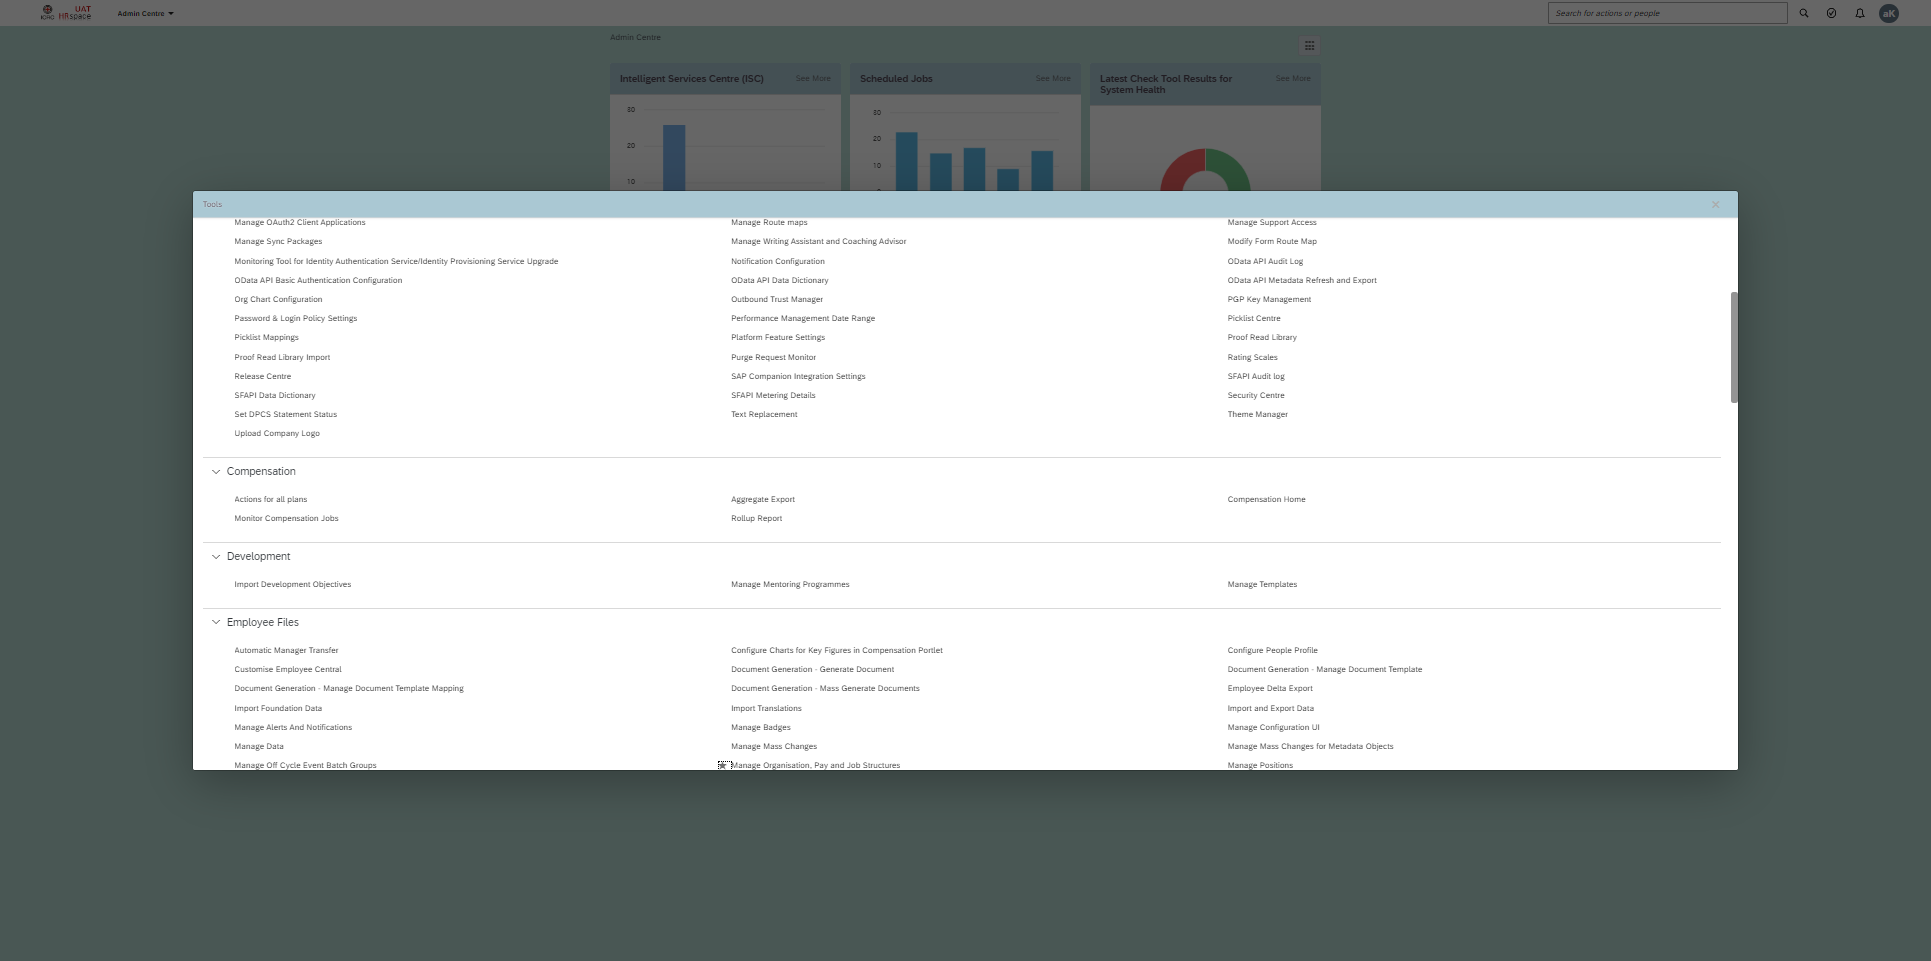 ICRC
UAT
HRspace
Admin Centre
Search for actions or people
aK
Admin Centre
Intelligent Services Centre (ISC)
See More
Scheduled Jobs
See More
Latest Check Tool Results for
System Health
See More
30
20
10
30
20
10
Tools
Manage OAuth2 Client Applications
Manage Route maps
Manage Support Access
Manage Sync Packages
Manage Writing Assistant and Coaching Advisor
Modify Form Route Map
Monitoring Tool for Identity Authentication Service/Identity Provisioning Service Upgrade
Notification Configuration
OData API Audit Log
OData API Basic Authentication Configuration
OData API Data Dictionary
OData API Metadata Refresh and Export
Org Chart Configuration
Outbound Trust Manager
PGP Key Management
Password & Login Policy Settings
Performance Management Date Range
Picklist Centre
Picklist Mappings
Platform Feature Settings
Proof Read Library
Proof Read Library Import
Purge Request Monitor
Rating Scales
Release Centre
SAP Companion Integration Settings
SFAPI Audit log
SFAPI Data Dictionary
SFAPI Metering Details
Security Centre
Set DPCS Statement Status
Text Replacement
Theme Manager
Upload Company Logo
Compensation
Actions for all plans
Aggregate Export
Compensation Home
Monitor Compensation Jobs
Rollup Report
Development
Import Development Objectives
Manage Mentoring Programmes
Manage Templates
Employee Files
Automatic Manager Transfer
Configure Charts for Key Figures in Compensation Portlet
Configure People Profile
Customise Employee Central
Document Generation - Generate Document
Document Generation - Manage Document Template
Document Generation - Manage Document Template Mapping
Document Generation - Mass Generate Documents
Employee Delta Export
Import Foundation Data
Import Translations
Import and Export Data
Manage Alerts And Notifications
Manage Badges
Manage Configuration UI
Manage Data
Manage Mass Changes
Manage Mass Changes for Metadata Objects
Manage Off Cycle Event Batch Groups
Manage Organisation, Pay and Job Structures
Manage Positions